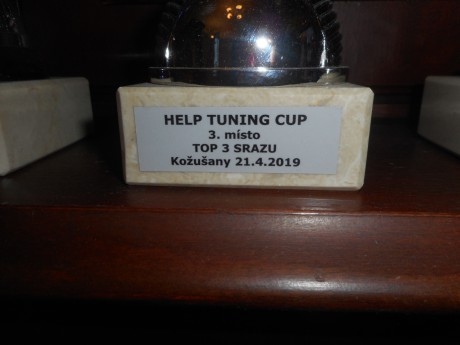 HELP TUNING CUP
3. místo
TOP 3 SRAZU
Kožušany 21.4.2019